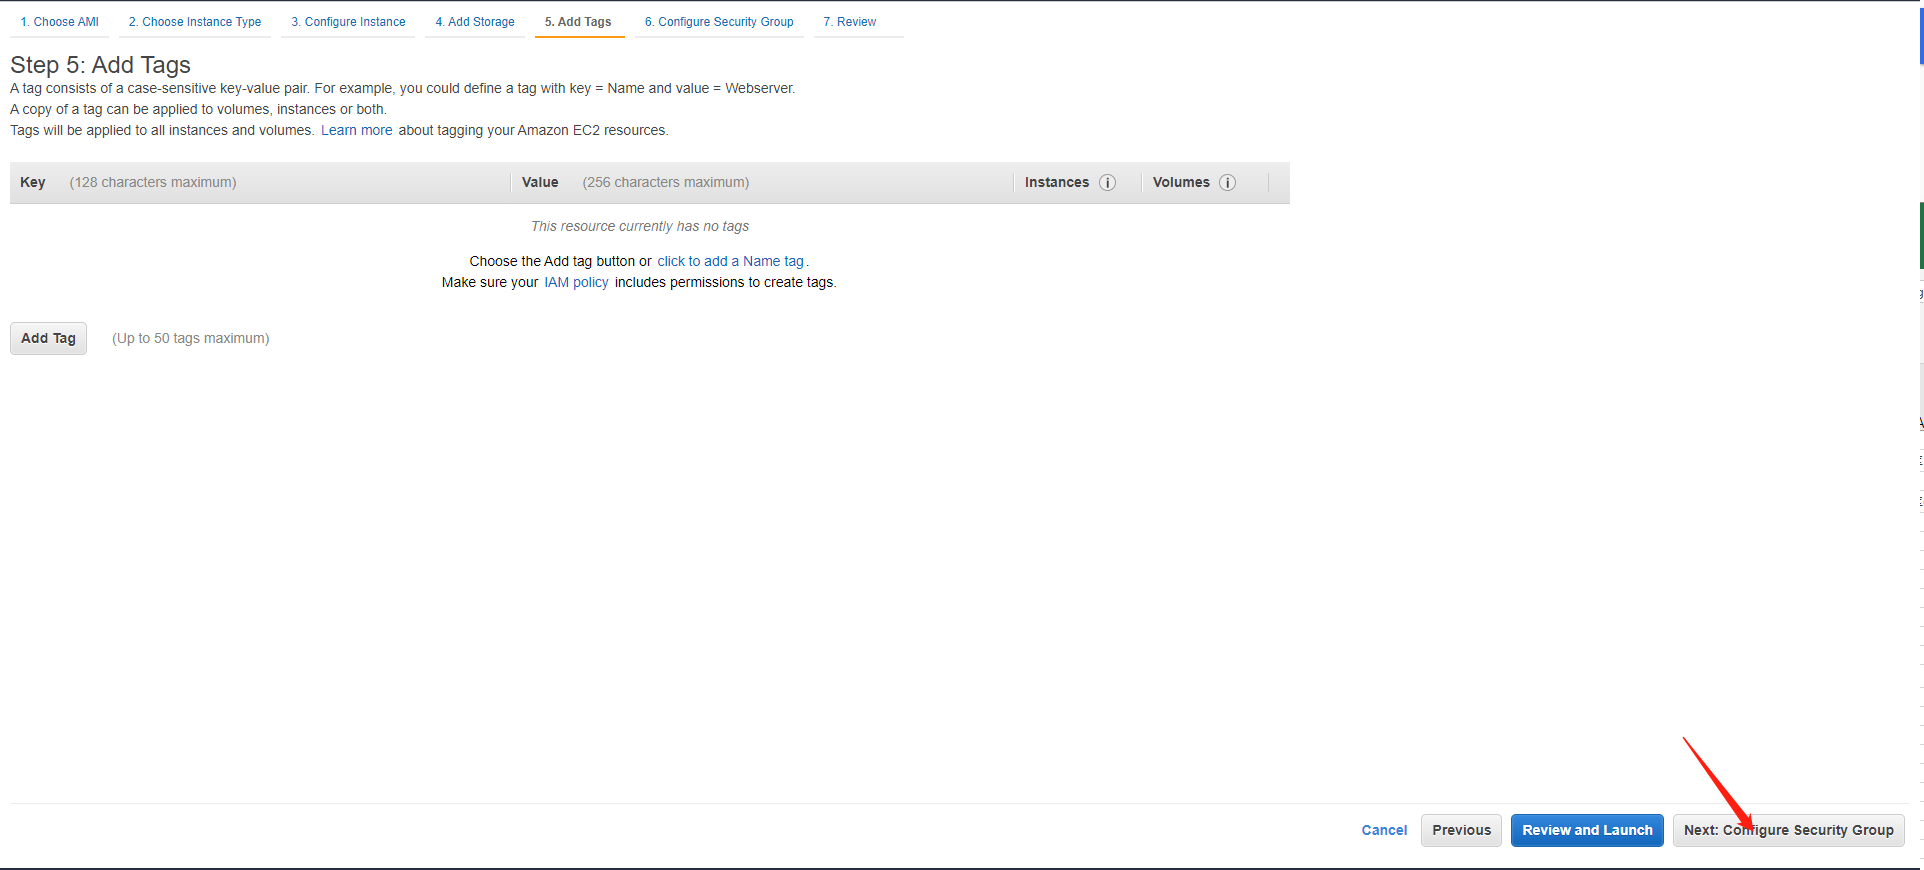 1. Choose AMI 2. Choose Instance Type 3. Configure Instance 4. Add Storage 5. Add Tags 6. Configure Security Group 7. Review
Step 5: Add Tags
A tag consists of a case-sensitive key-value pair. For example, you could define a tag with key = Name and value = Webserver.
A copy of a tag can be applied to volumes, instances or both.
Tags will be applied to all instances and volumes. Learn more about tagging your Amazon EC2 resources.
Key (128 characters maximum) Value (256 characters maximum) Instances i Volumes i
This resource currently has no tags
Choose the Add tag button or click to add a Name tag.
Make sure your IAM policy includes permissions to create tags.
Add Tag (Up to 50 tags maximum)
Cancel Previous Review and Launch Next: Configure Security Group